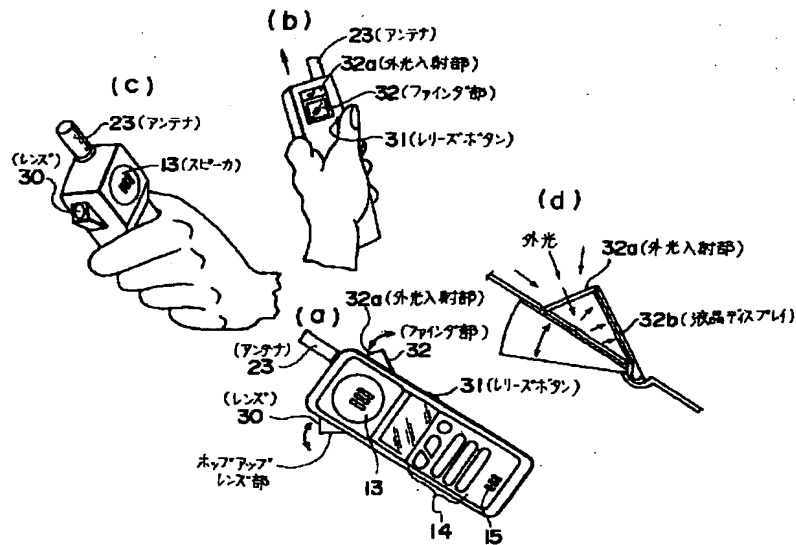 (b)
23(アンテナ)
32a(外光入射部)
32(ファインダ部)
31(レリーズボタン)
(c)
23(アンテナ)
(レンズ)
30
13(スピーカ)
(d)
外光
32a(外光入射部)
32b(液晶ディスプレイ)
(a)
32a(外光入射部)
(ファインダ部)
32
(アンテナ)
23
31(レリーズボタン)
(レンズ)
30
ホップアップ
レンズ部
13
14
15